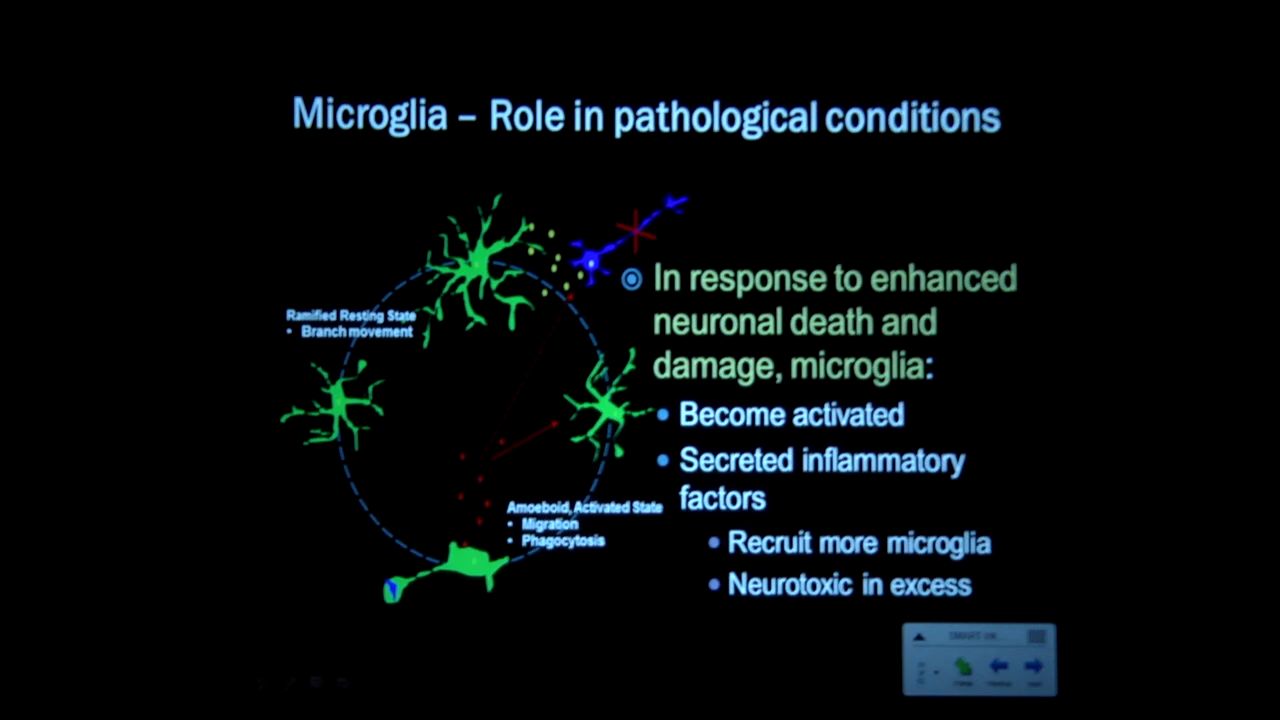 Microglia – Role in pathological conditions
Ramified Resting State
• Branch movement
In response to enhanced
neuronal death and
damage, microglia:
• Become activated
• Secreted inflammatory
factors
• Recruit more microglia
• Neurotoxic in excess
Amoeboid, Activated State
• Migration
• Phagocytosis